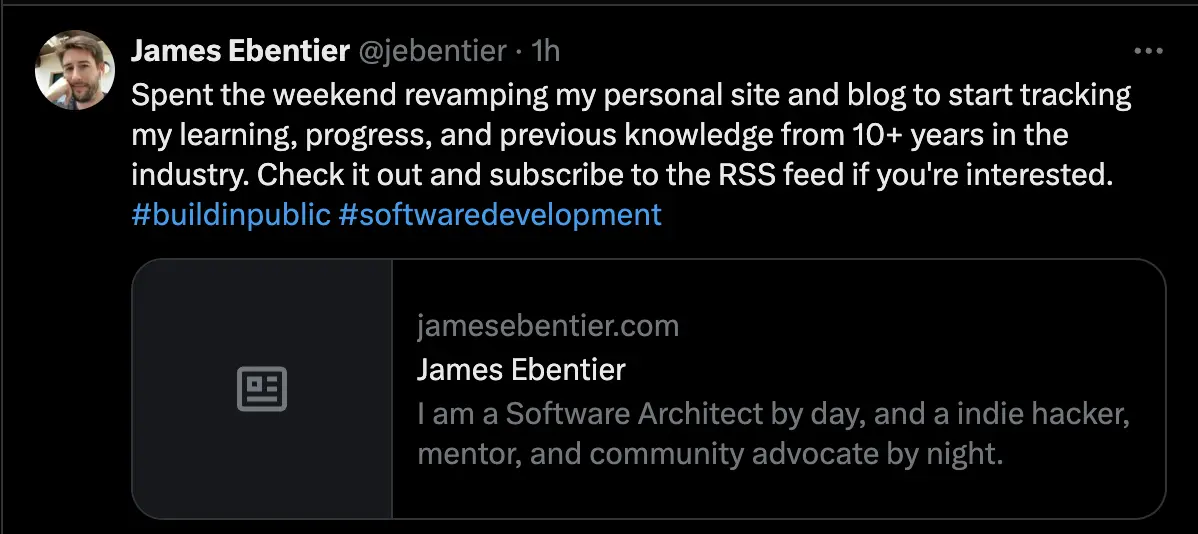 James Ebentier @jebentier · 1h
Spent the weekend revamping my personal site and blog to start tracking
my learning, progress, and previous knowledge from 10+ years in the
industry. Check it out and subscribe to the RSS feed if you're interested.
#buildinpublic #softwaredevelopment
jamesebentier.com
James Ebentier
I am a Software Architect by day, and a indie hacker,
mentor, and community advocate by night.